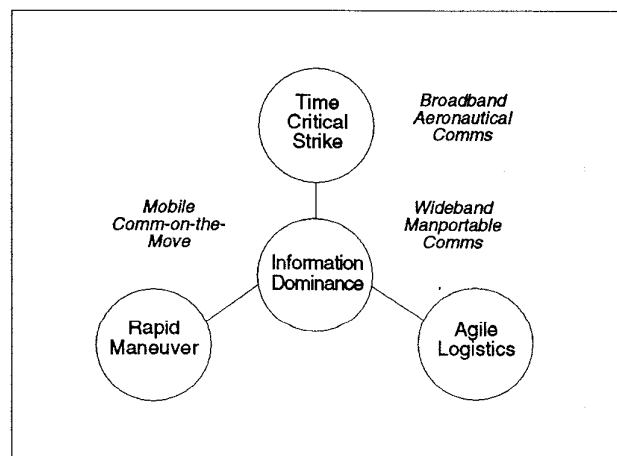 Time
Critical
Strike
Broadband
Aeronautical
Comms
Mobile
Comm-on-the-
Move
Wideband
Manportable
Comms
Information
Dominance
Rapid
Maneuver
Agile
Logistics